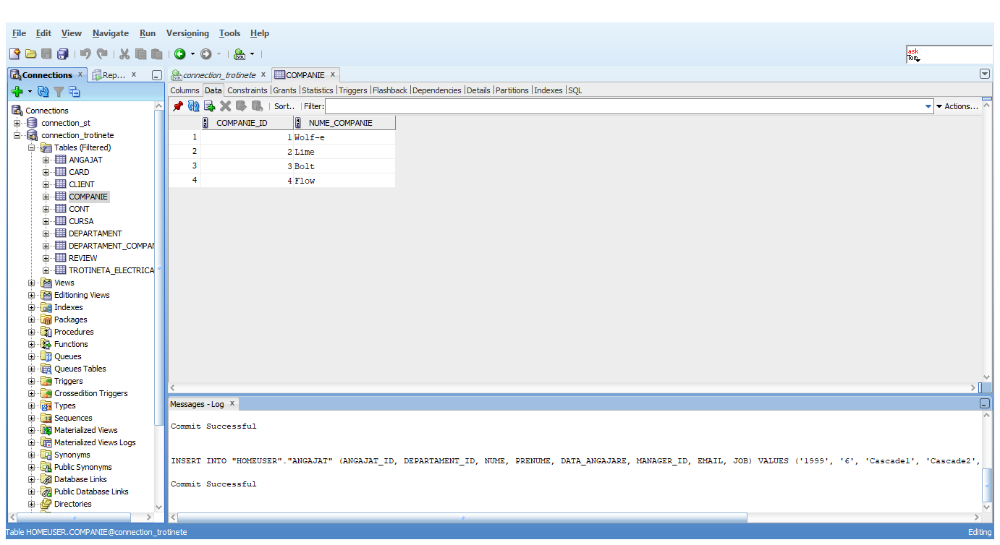 File Edit View Navigate Run Versioning Tools Help
ask
Tom
Connections x Rep... x
connection_trotinete x COMPANIE x
Columns Data Constraints Grants Statistics Triggers Flashback Dependencies Details Partitions Indexes SQL
Sort.. Filter: Actions...
COMPANIE_ID NUME_COMPANIE
1 1 Wolf-e
2 2 Lime
3 3 Bolt
4 4 Flow
Connections
connection_st
connection_trotinete
Tables (Filtered)
ANGAJAT
CARD
CLIENT
COMPANIE
CONT
CURSA
DEPARTAMENT
DEPARTAMENT_COMPAN
REVIEW
TROTINETA_ELECTRICA
Views
Editioning Views
Indexes
Packages
Procedures
Functions
Queues
Queues Tables
Triggers
Crossedition Triggers
Types
Sequences
Materialized Views
Materialized Views Logs
Synonyms
Public Synonyms
Database Links
Public Database Links
Directories
Messages - Log x
Commit Successful
INSERT INTO "HOMEUSER"."ANGAJAT" (ANGAJAT_ID, DEPARTAMENT_ID, NUME, PRENUME, DATA_ANGAJARE, MANAGER_ID, EMAIL, JOB) VALUES ('1999', '6', 'Cascade1', 'Cascade2',
Commit Successful
Table HOMEUSER.COMPANIE@connection_trotinete Editing